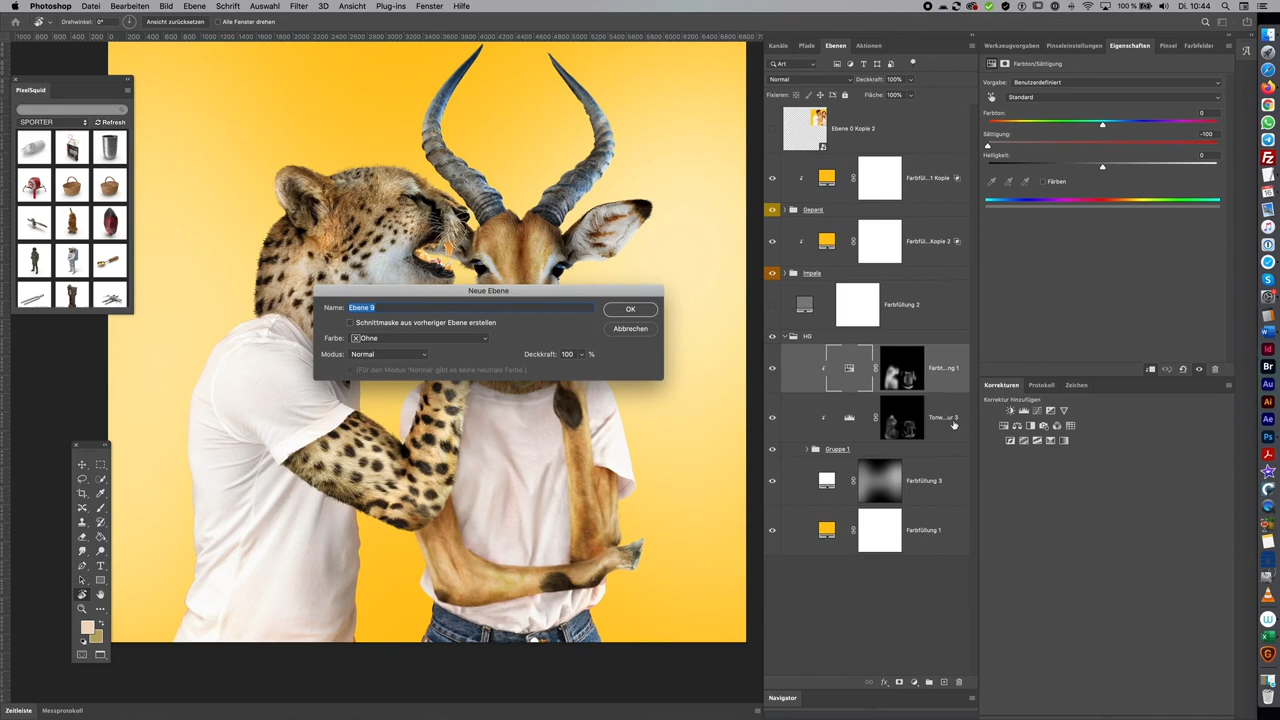 Photoshop Datei Bearbeiten Bild Ebene Schrift Auswahl Filter 3D Ansicht Plug-ins Fenster Hilfe
100 % Di. 10:44
Drehwinkel: 0° Ansicht zurücksetzen Alle Fenster drehen
PixelSquid
SPORTER Refresh
Neue Ebene
Name: Ebene 9 OK
Schnittmaske aus vorheriger Ebene erstellen Abbrechen
Farbe: Ohne
Modus: Normal Deckkraft: 100 %
(Für den Modus 'Normal' gibt es keine neutrale Farbe.)
Kanäle Pfade Ebenen Aktionen
Art
Normal Deckkraft: 100%
Fixieren: Fläche: 100%
Ebene 0 Kopie 2
Farbfül...1 Kopie
Gepard
Farbfül...Kopie 2
Impala
Farbfüllung 2
HG
Farbt...ng 1
Tonw...ur 3
Gruppe 1
Farbfüllung 3
Farbfüllung 1
Navigator
Werkzeugvorgaben Pinseleinstellungen Eigenschaften Pinsel Farbfelder
Farbton/Sättigung
Vorgabe: Benutzerdefiniert
Standard
Farbton: 0
Sättigung: -100
Helligkeit: 0
Färben
Korrekturen Protokoll Zeichen
Korrektur hinzufügen
Zeitleiste Messprotokoll